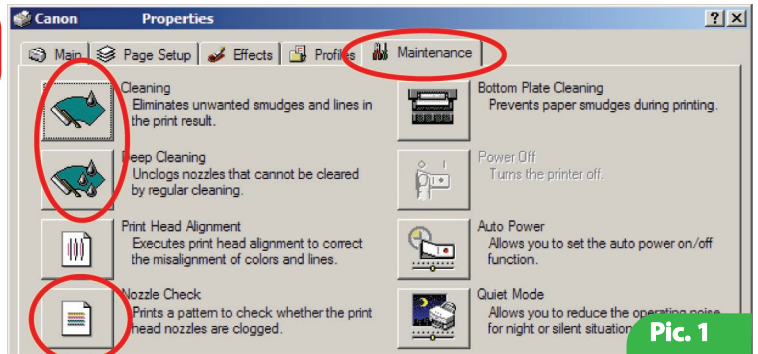 Canon Properties
Main Page Setup Effects Profiles Maintenance
Cleaning
Eliminates unwanted smudges and lines in
the print result.
Deep Cleaning
Unclogs nozzles that cannot be cleared
by regular cleaning.
Print Head Alignment
Executes print head alignment to correct
the misalignment of colors and lines.
Nozzle Check
Prints a pattern to check whether the print
head nozzles are clogged.
Bottom Plate Cleaning
Prevents paper smudges during printing.
Power Off
Turns the printer off.
Auto Power
Allows you to set the auto power on/off
function.
Quiet Mode
Allows you to reduce the operating noise
for night or silent situation
Pic. 1